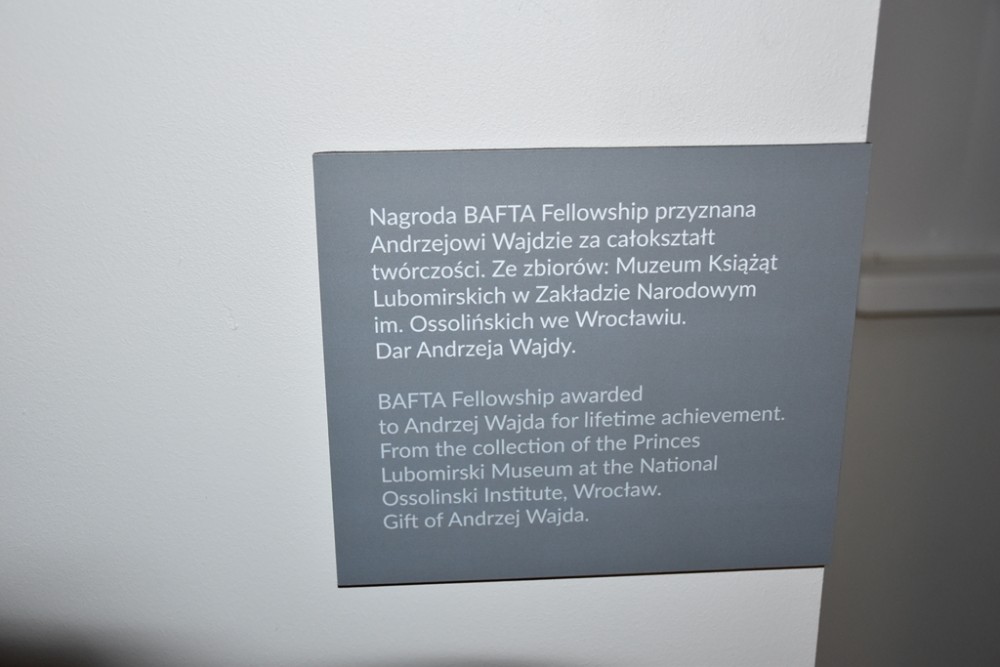 Nagroda BAFTA Fellowship przyznana
Andrzejowi Wajdzie za całokształt
twórczości. Ze zbiorów: Muzeum Książąt
Lubomirskich w Zakładzie Narodowym
im. Ossolińskich we Wrocławiu.
Dar Andrzeja Wajdy.
BAFTA Fellowship awarded
to Andrzej Wajda for lifetime achievement.
From the collection of the Princes
Lubomirski Museum at the National
Ossolinski Institute, Wrocław.
Gift of Andrzej Wajda.